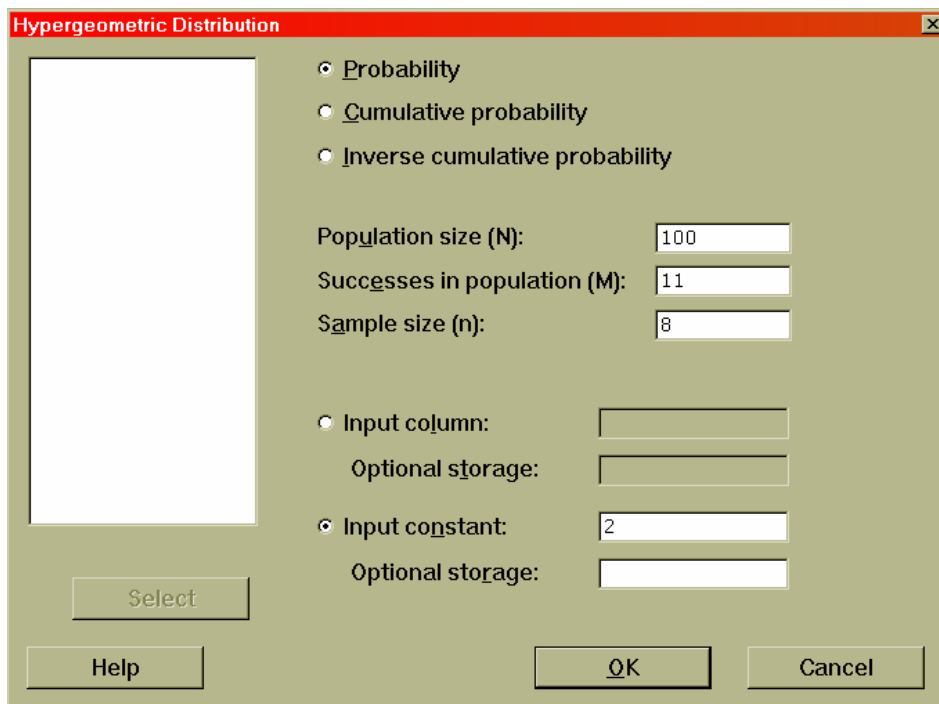 Hypergeometric Distribution
Probability
Cumulative probability
Inverse cumulative probability
Population size (N): 100
Successes in population (M): 11
Sample size (n): 8
Input column:
Optional storage:
Input constant: 2
Optional storage:
Select
Help OK Cancel